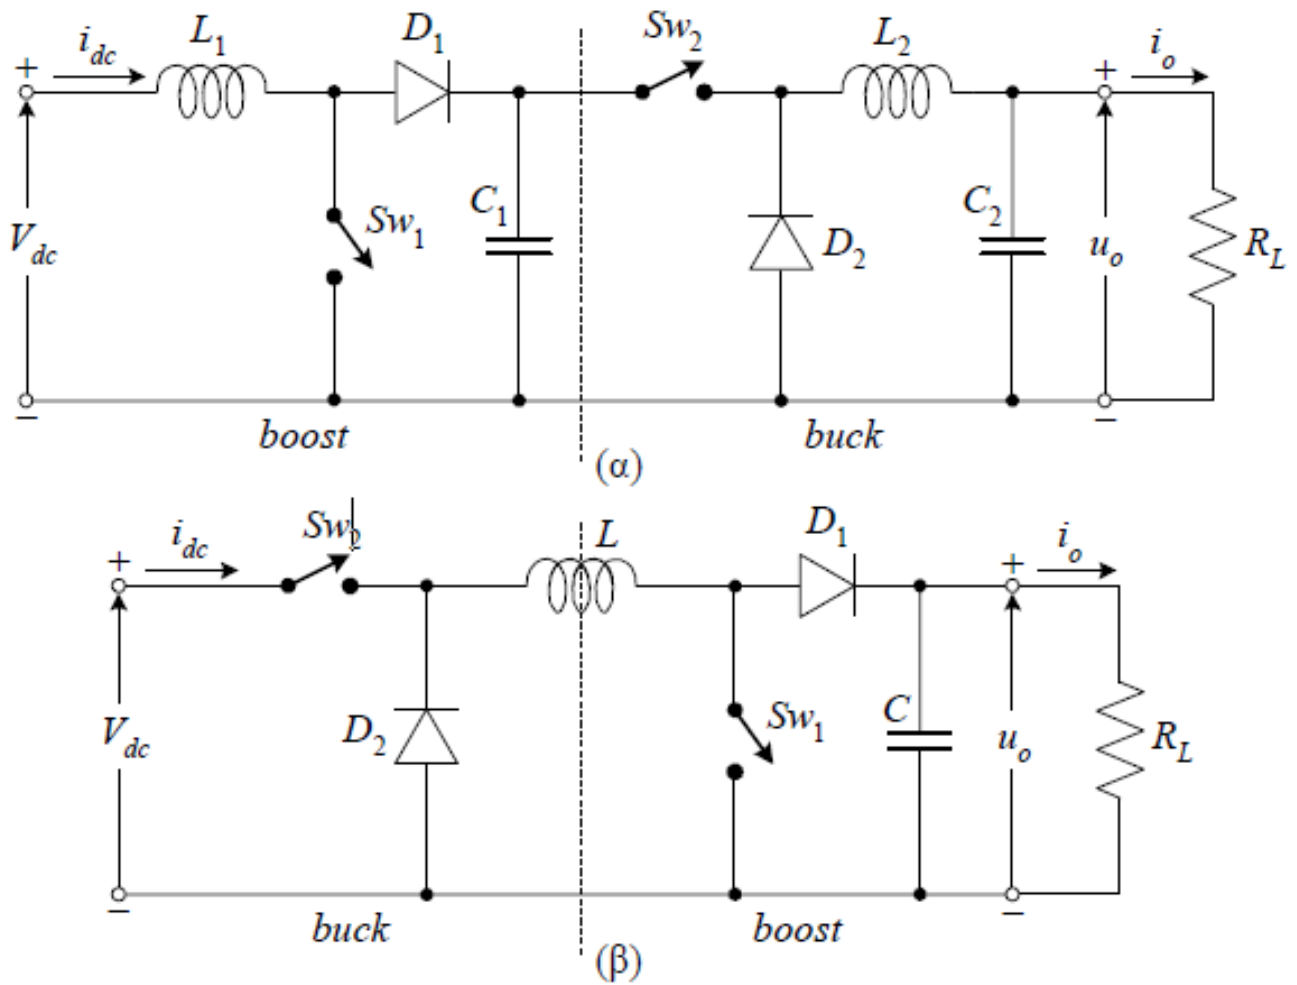 i_dc L_1 D_1 Sw_2 L_2 i_o
+ +
V_dc Sw_1 C_1 D_2 C_2 u_o R_L
− −
boost buck
(α)
i_dc Sw_2 L D_1 i_o
+ +
V_dc D_2 Sw_1 C u_o R_L
− −
buck boost
(β)